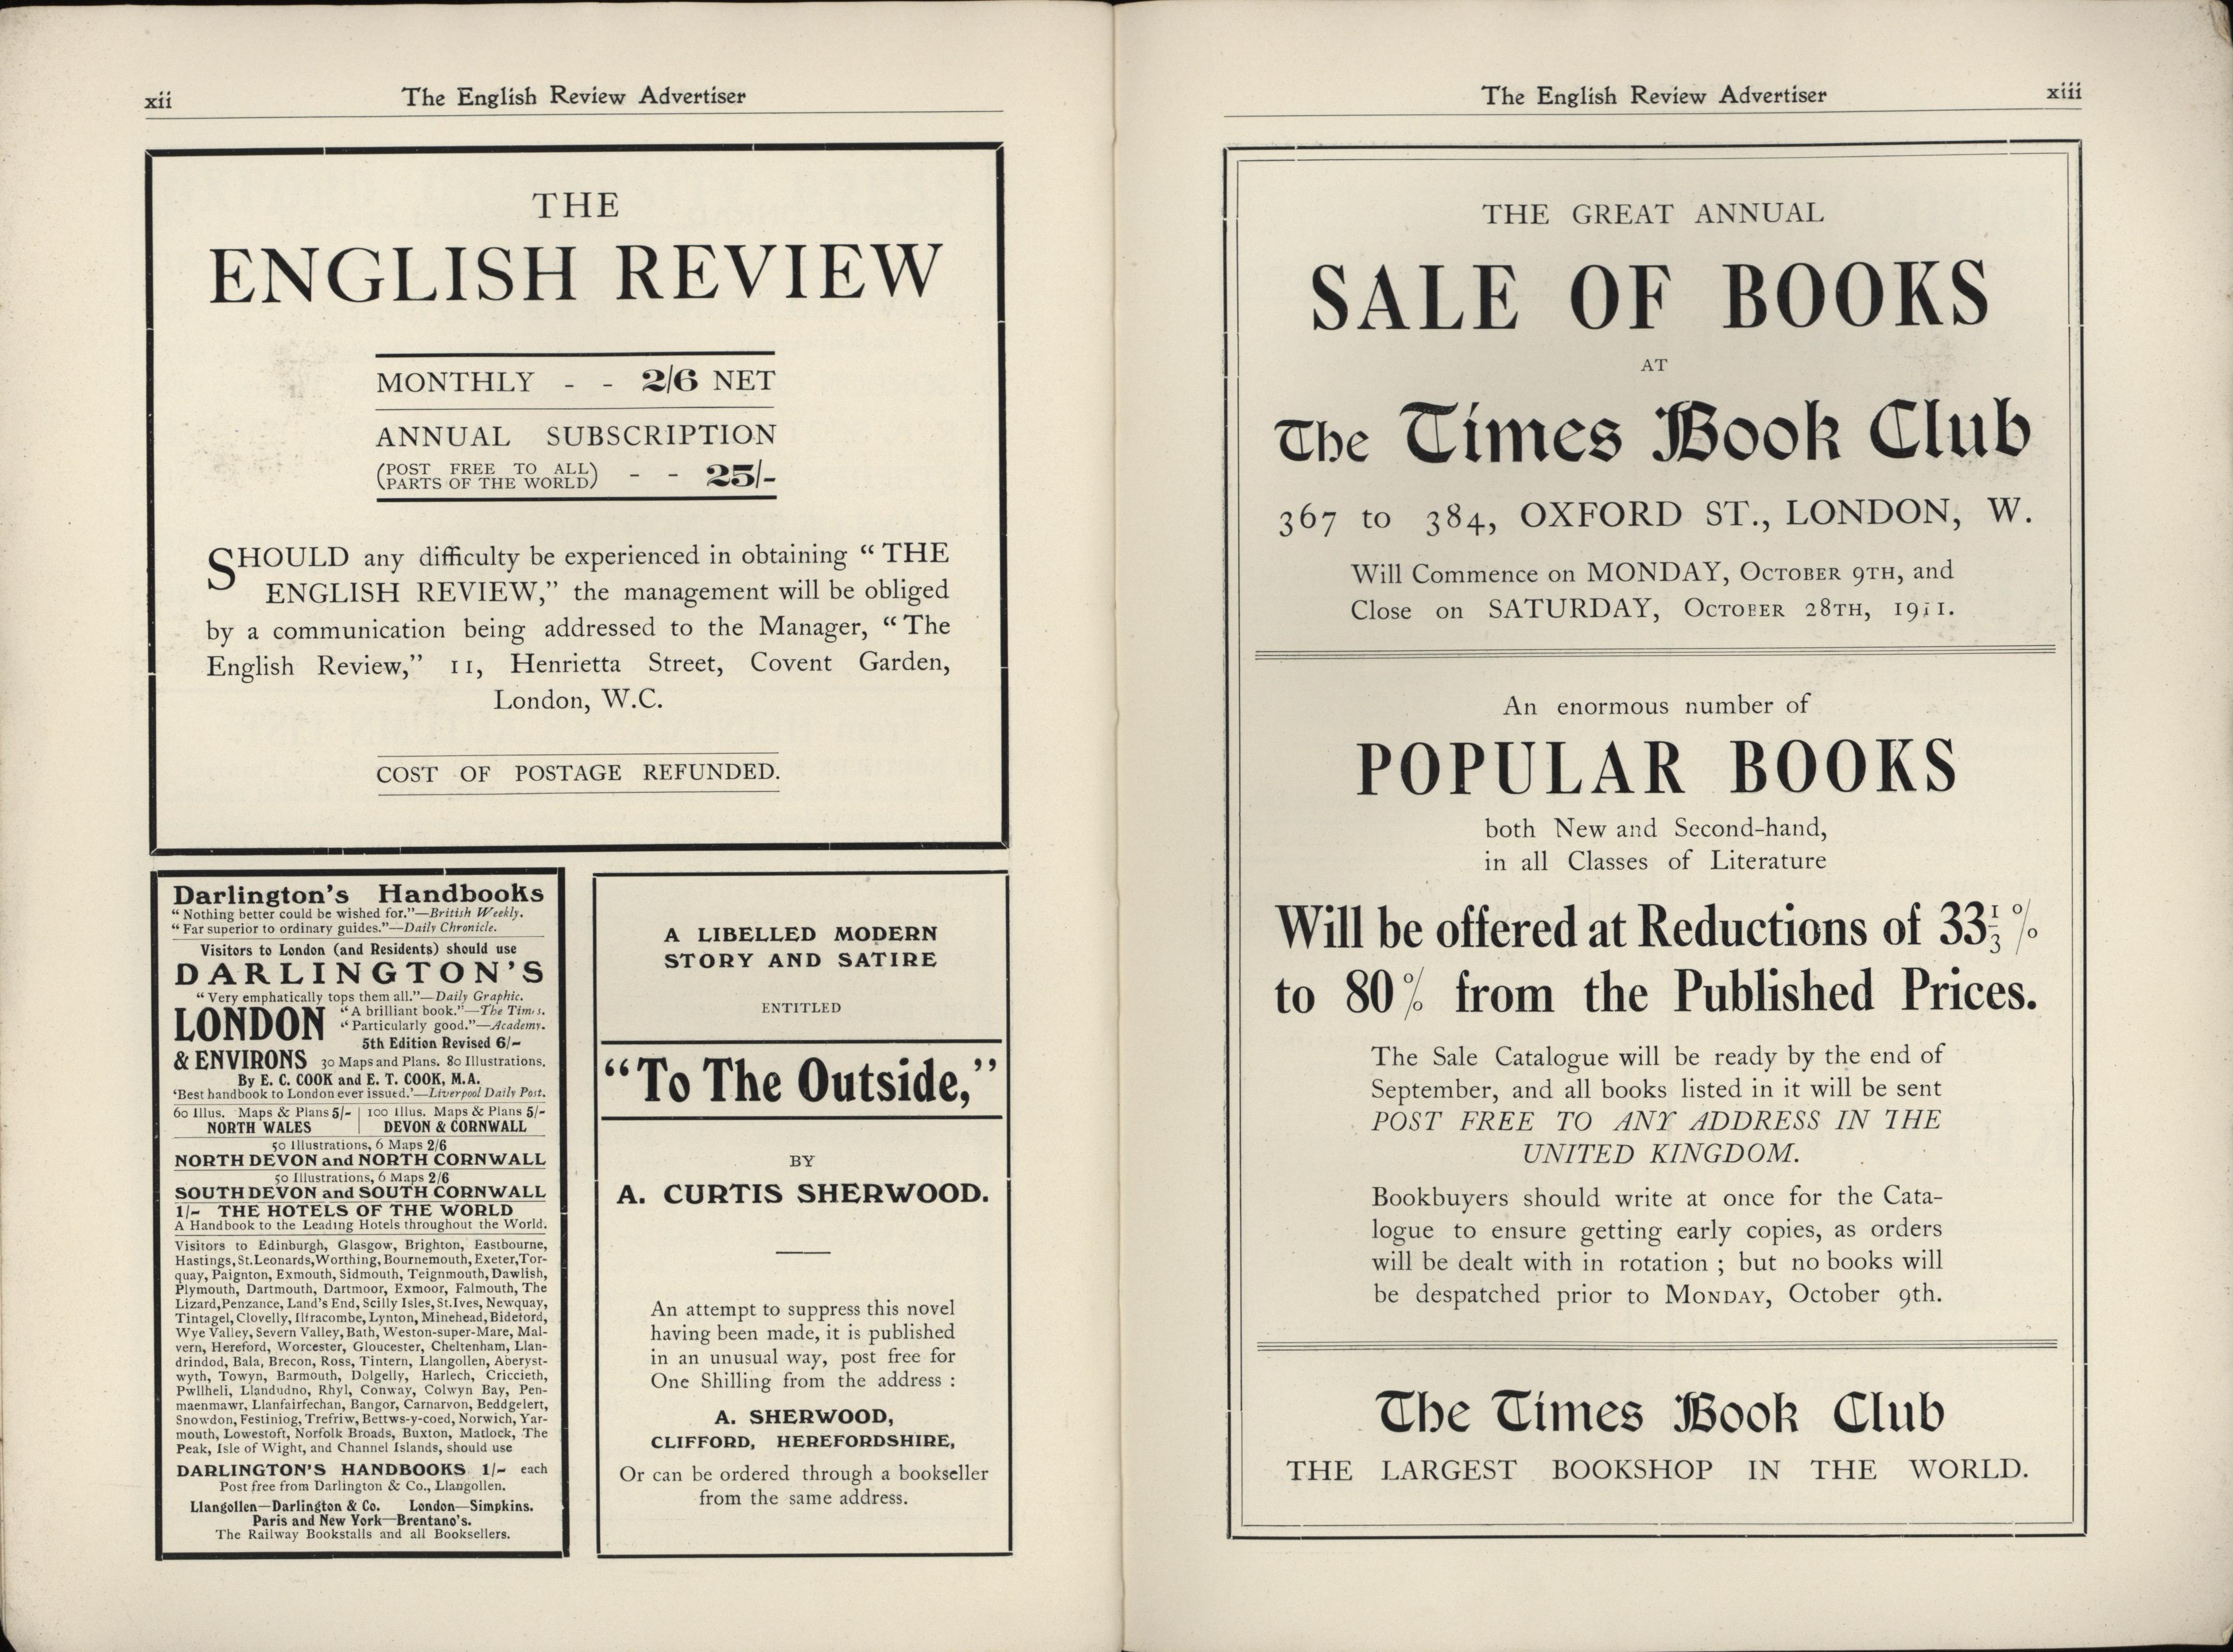 xii
The English Review Advertiser
THE
ENGLISH REVIEW
MONTHLY - - 2/6 NET
ANNUAL SUBSCRIPTION
(POST FREE TO ALL
PARTS OF THE WORLD) - - 25/-
SHOULD any difficulty be experienced in obtaining “THE
ENGLISH REVIEW,” the management will be obliged
by a communication being addressed to the Manager, “The
English Review,” 11, Henrietta Street, Covent Garden,
London, W.C.
COST OF POSTAGE REFUNDED.
Darlington's Handbooks
“Nothing better could be wished for.”—British Weekly.
“Far superior to ordinary guides.”—Daily Chronicle.
Visitors to London (and Residents) should use
DARLINGTON'S
“Very emphatically tops them all.”—Daily Graphic.
LONDON “A brilliant book.”—The Times.
“Particularly good.”—Academy.
5th Edition Revised 6/-
& ENVIRONS 30 Maps and Plans. 80 Illustrations.
By E. C. COOK and E. T. COOK, M.A.
‘Best handbook to London ever issued.’—Liverpool Daily Post.
60 Illus. Maps & Plans 5/- | 100 Illus. Maps & Plans 5/-
NORTH WALES | DEVON & CORNWALL
50 Illustrations, 6 Maps 2/6
NORTH DEVON and NORTH CORNWALL
50 Illustrations, 6 Maps 2/6
SOUTH DEVON and SOUTH CORNWALL
1/- THE HOTELS OF THE WORLD
A Handbook to the Leading Hotels throughout the World.
Visitors to Edinburgh, Glasgow, Brighton, Eastbourne,
Hastings, St. Leonards, Worthing, Bournemouth, Exeter, Tor-
quay, Paignton, Exmouth, Sidmouth, Teignmouth, Dawlish,
Plymouth, Dartmouth, Dartmoor, Exmoor, Falmouth, The
Lizard, Penzance, Land's End, Scilly Isles, St. Ives, Newquay,
Tintagel, Clovelly, Ilfracombe, Lynton, Minehead, Bideford,
Wye Valley, Severn Valley, Bath, Weston-super-Mare, Mal-
vern, Hereford, Worcester, Gloucester, Cheltenham, Llan-
drindod, Bala, Brecon, Ross, Tintern, Llangollen, Aberyst-
wyth, Towyn, Barmouth, Dolgelly, Harlech, Criccieth,
Pwllheli, Llandudno, Rhyl, Conway, Colwyn Bay, Pen-
maenmawr, Llanfairfechan, Bangor, Carnarvon, Beddgelert,
Snowdon, Festiniog, Trefriw, Bettws-y-coed, Norwich, Yar-
mouth, Lowestoft, Norfolk Broads, Buxton, Matlock, The
Peak, Isle of Wight, and Channel Islands, should use
DARLINGTON'S HANDBOOKS 1/- each
Post free from Darlington & Co., Llangollen.
Llangollen—Darlington & Co. London—Simpkins.
Paris and New York—Brentano's.
The Railway Bookstalls and all Booksellers.
A LIBELLED MODERN
STORY AND SATIRE
ENTITLED
“To The Outside,”
BY
A. CURTIS SHERWOOD.
An attempt to suppress this novel
having been made, it is published
in an unusual way, post free for
One Shilling from the address :
A. SHERWOOD,
CLIFFORD, HEREFORDSHIRE,
Or can be ordered through a bookseller
from the same address.
The English Review Advertiser
xiii
THE GREAT ANNUAL
SALE OF BOOKS
AT
The Times Book Club
367 to 384, OXFORD ST., LONDON, W.
Will Commence on MONDAY, OCTOBER 9TH, and
Close on SATURDAY, OCTOBER 28TH, 1911.
An enormous number of
POPULAR BOOKS
both New and Second-hand,
in all Classes of Literature
Will be offered at Reductions of 33⅓%
to 80% from the Published Prices.
The Sale Catalogue will be ready by the end of
September, and all books listed in it will be sent
POST FREE TO ANY ADDRESS IN THE
UNITED KINGDOM.
Bookbuyers should write at once for the Cata-
logue to ensure getting early copies, as orders
will be dealt with in rotation ; but no books will
be despatched prior to MONDAY, October 9th.
The Times Book Club
THE LARGEST BOOKSHOP IN THE WORLD.